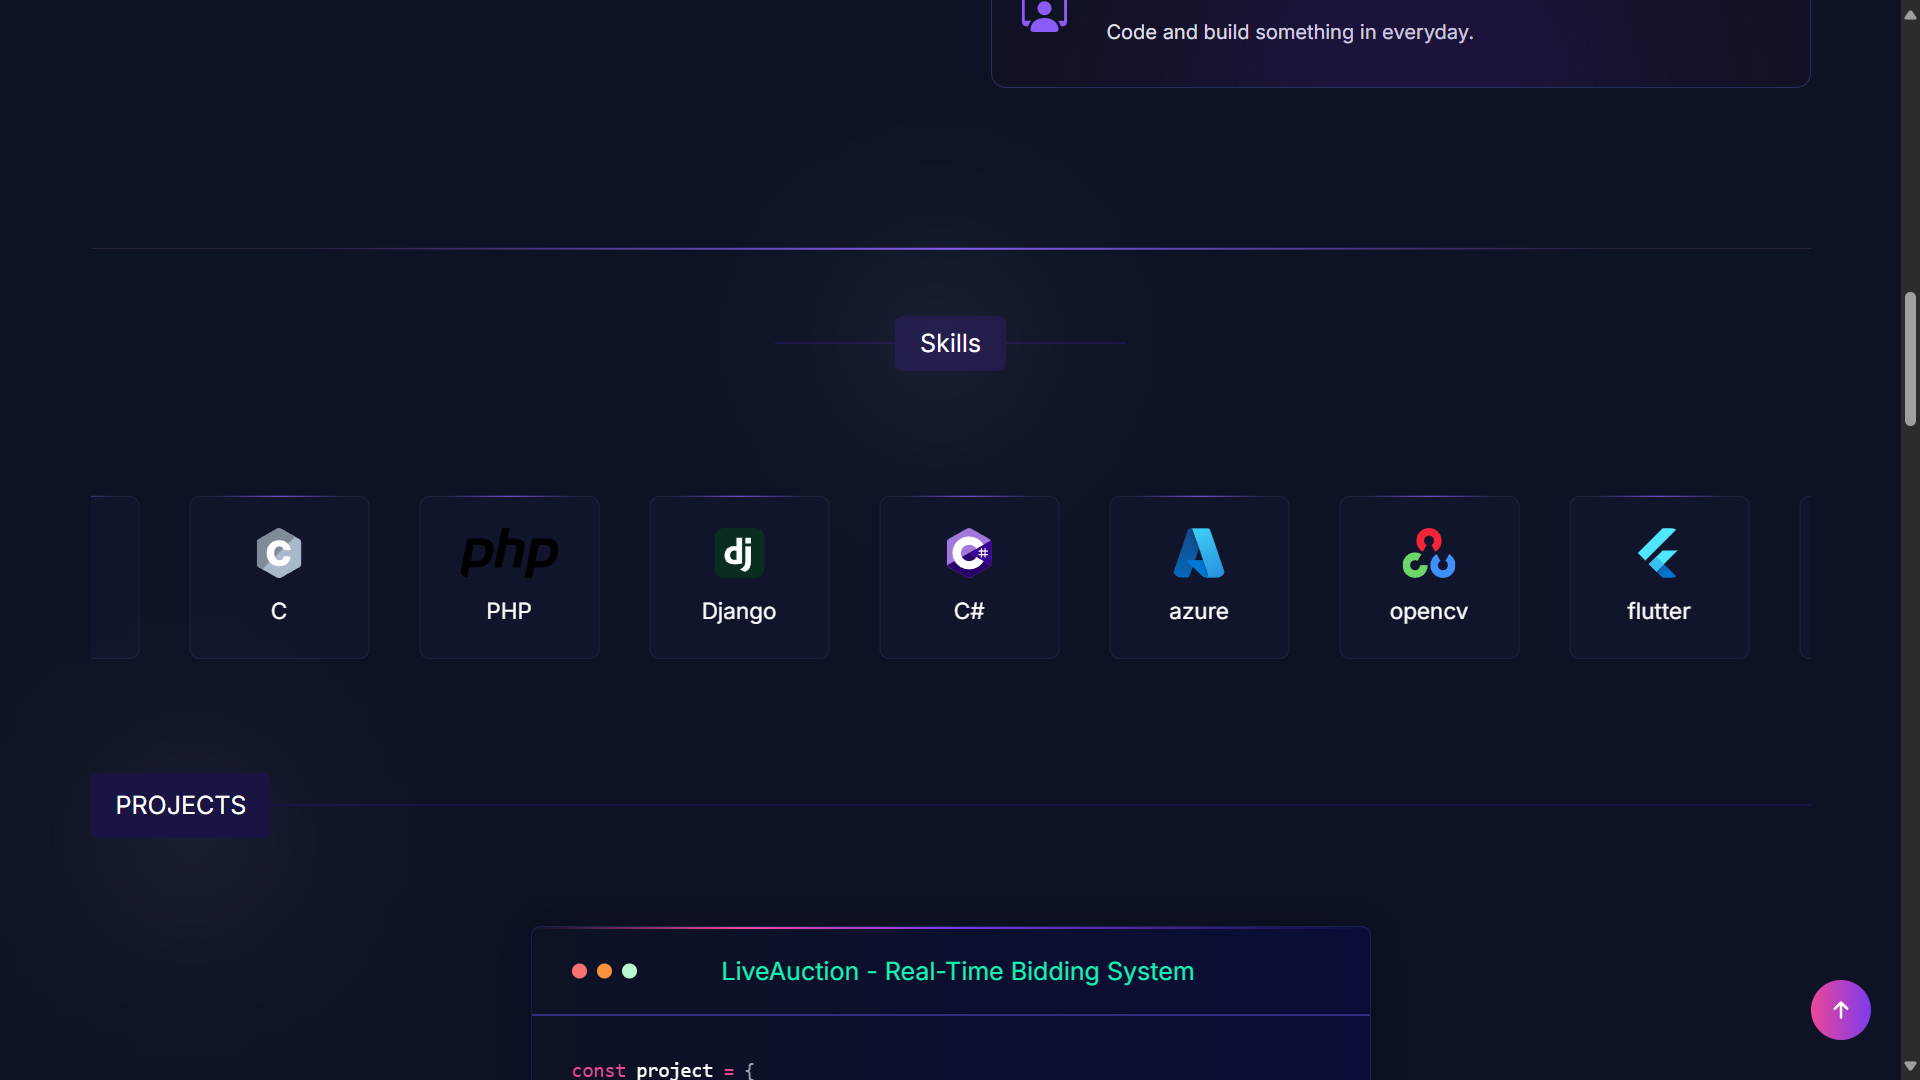 Code and build something in everyday.
Skills
C
php
dj
C#
C
PHP
Django
C#
azure
opencv
flutter
PROJECTS
LiveAuction - Real-Time Bidding System
const project = {